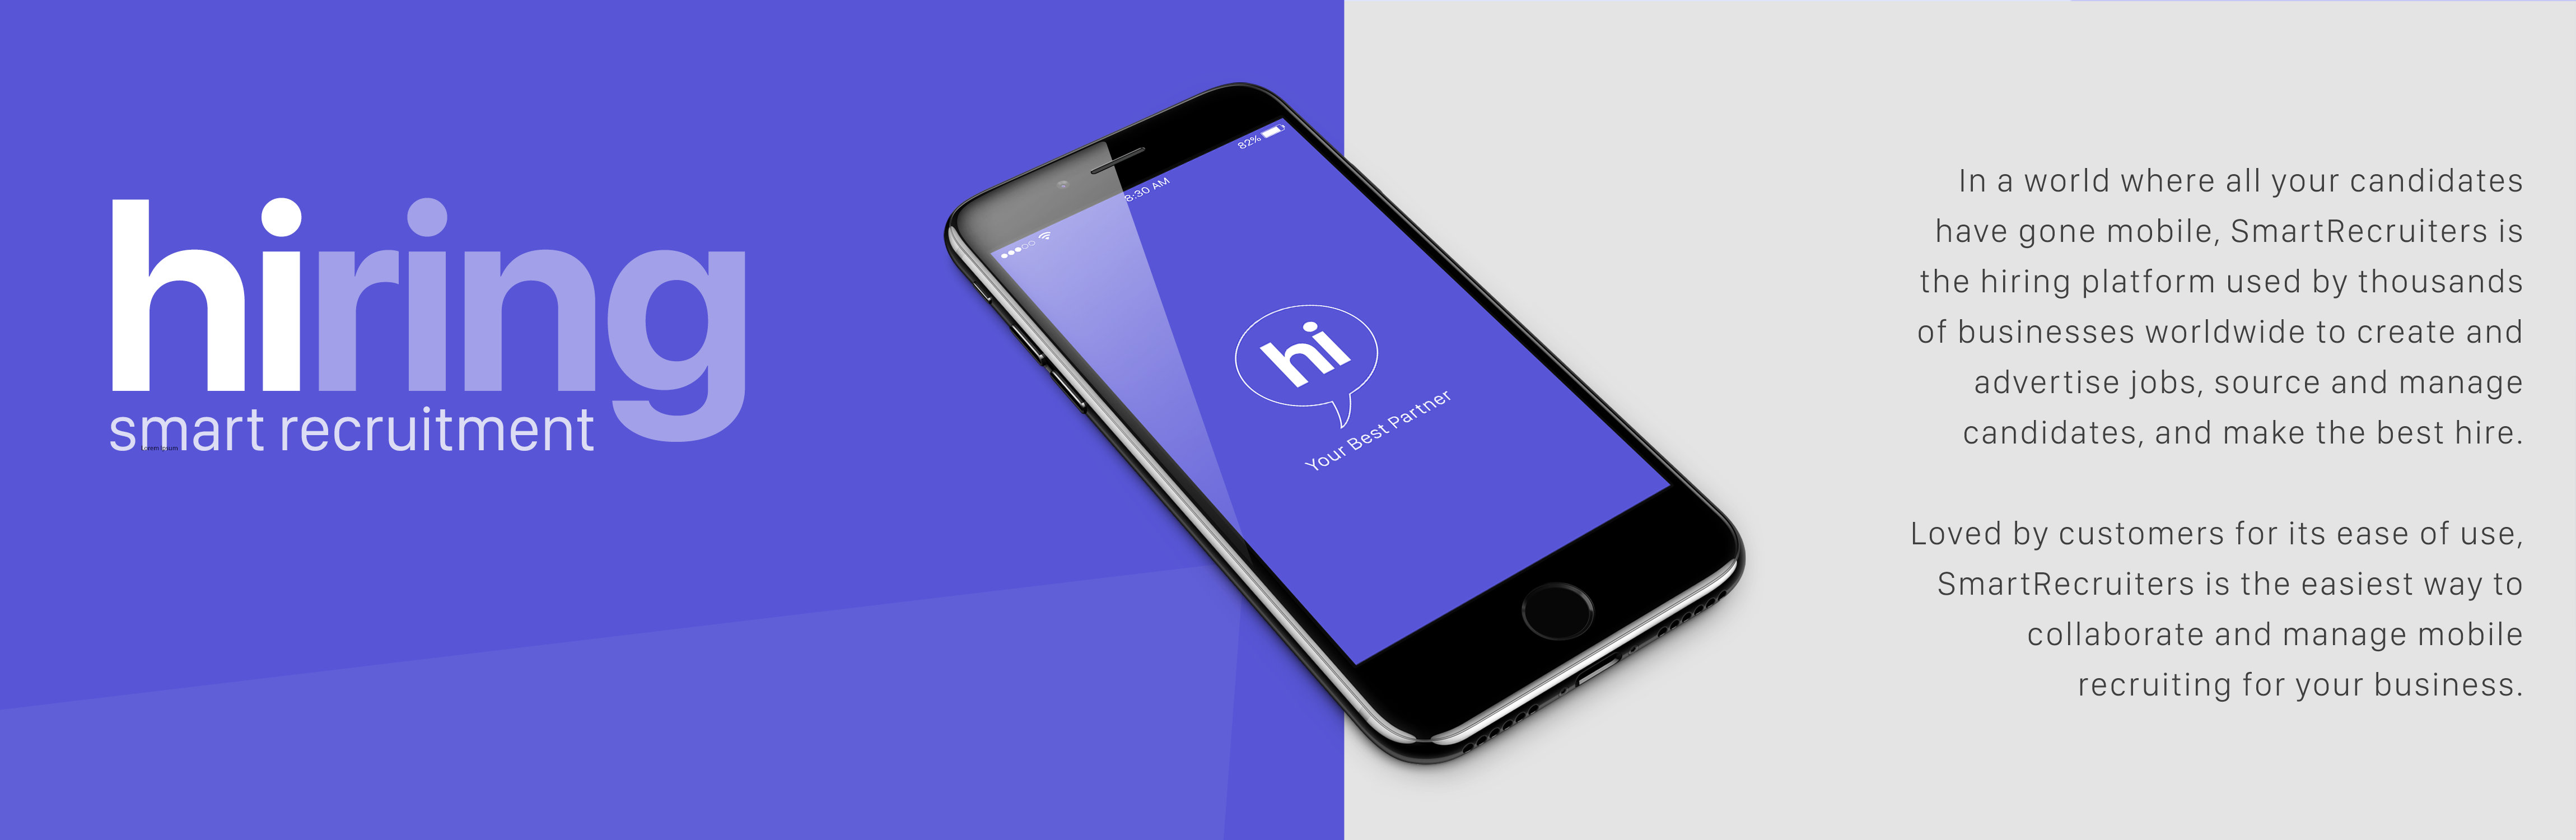 hiring
smart recruitment
Lorem ipsum
82%
8:30 AM
hi
Your Best Partner
In a world where all your candidates
have gone mobile, SmartRecruiters is
the hiring platform used by thousands
of businesses worldwide to create and
advertise jobs, source and manage
candidates, and make the best hire.
Loved by customers for its ease of use,
SmartRecruiters is the easiest way to
collaborate and manage mobile
recruiting for your business.